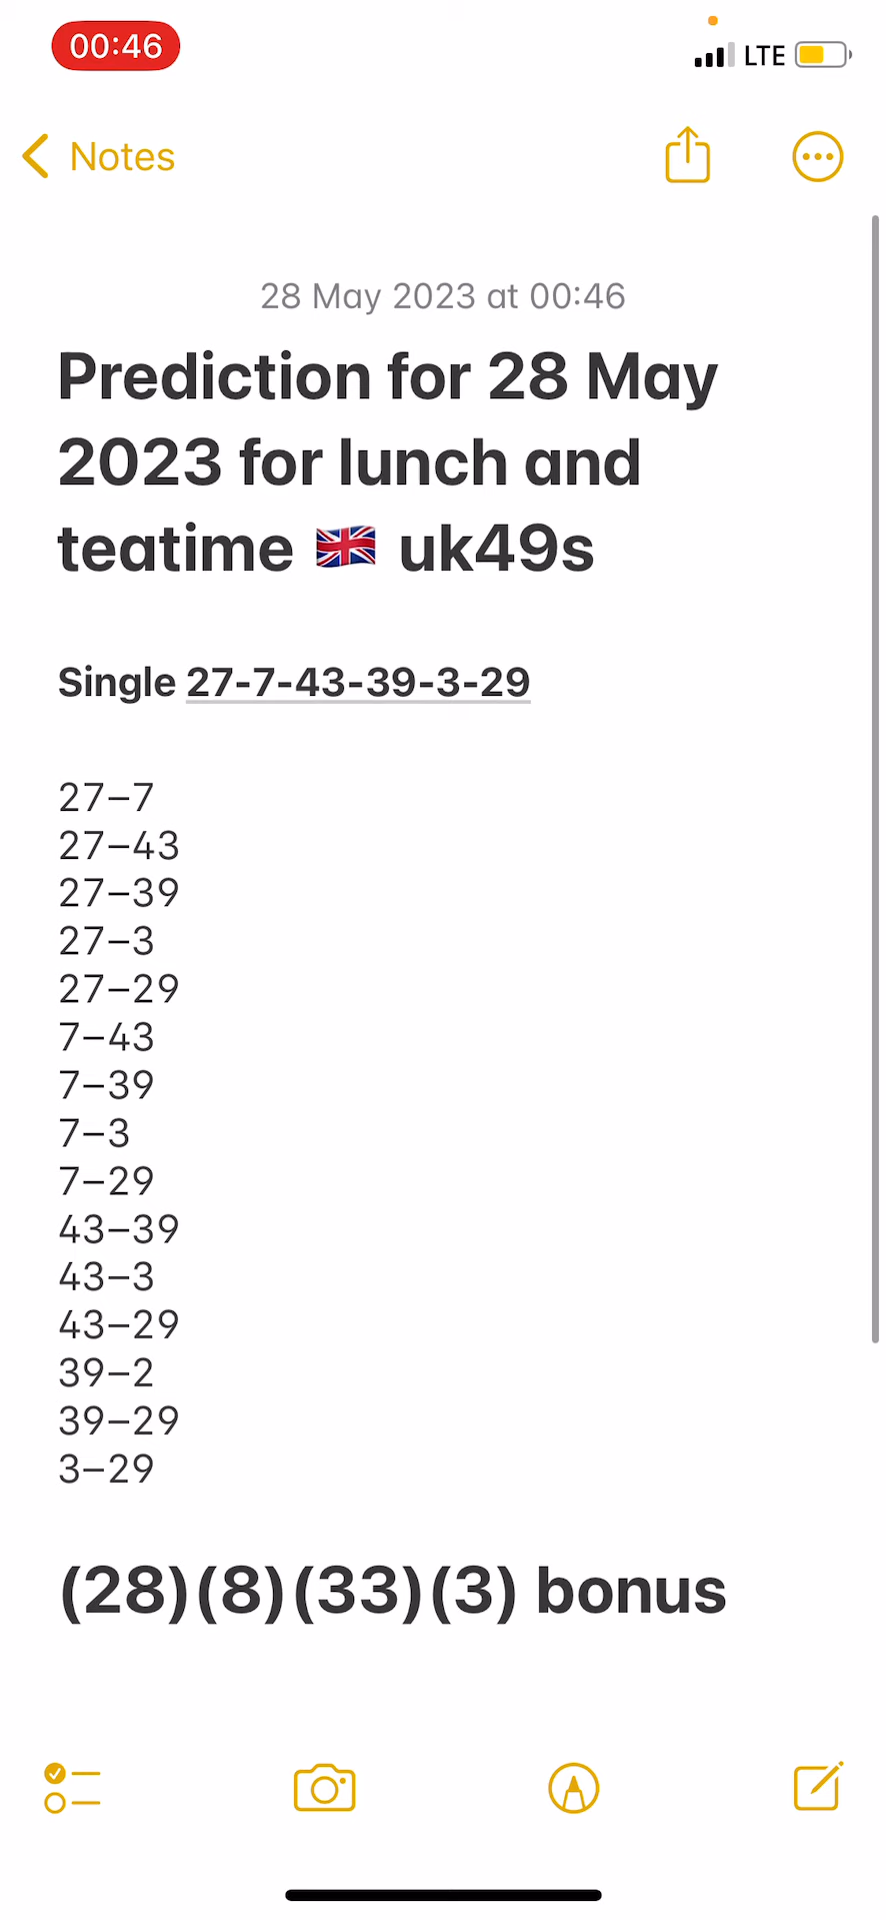 00:46
LTE
Notes
28 May 2023 at 00:46
Prediction for 28 May
2023 for lunch and
teatime 🇬🇧 uk49s
Single 27-7-43-39-3-29
27–7
27–43
27–39
27–3
27–29
7–43
7–39
7–3
7–29
43–39
43–3
43–29
39–2
39–29
3–29
(28)(8)(33)(3) bonus